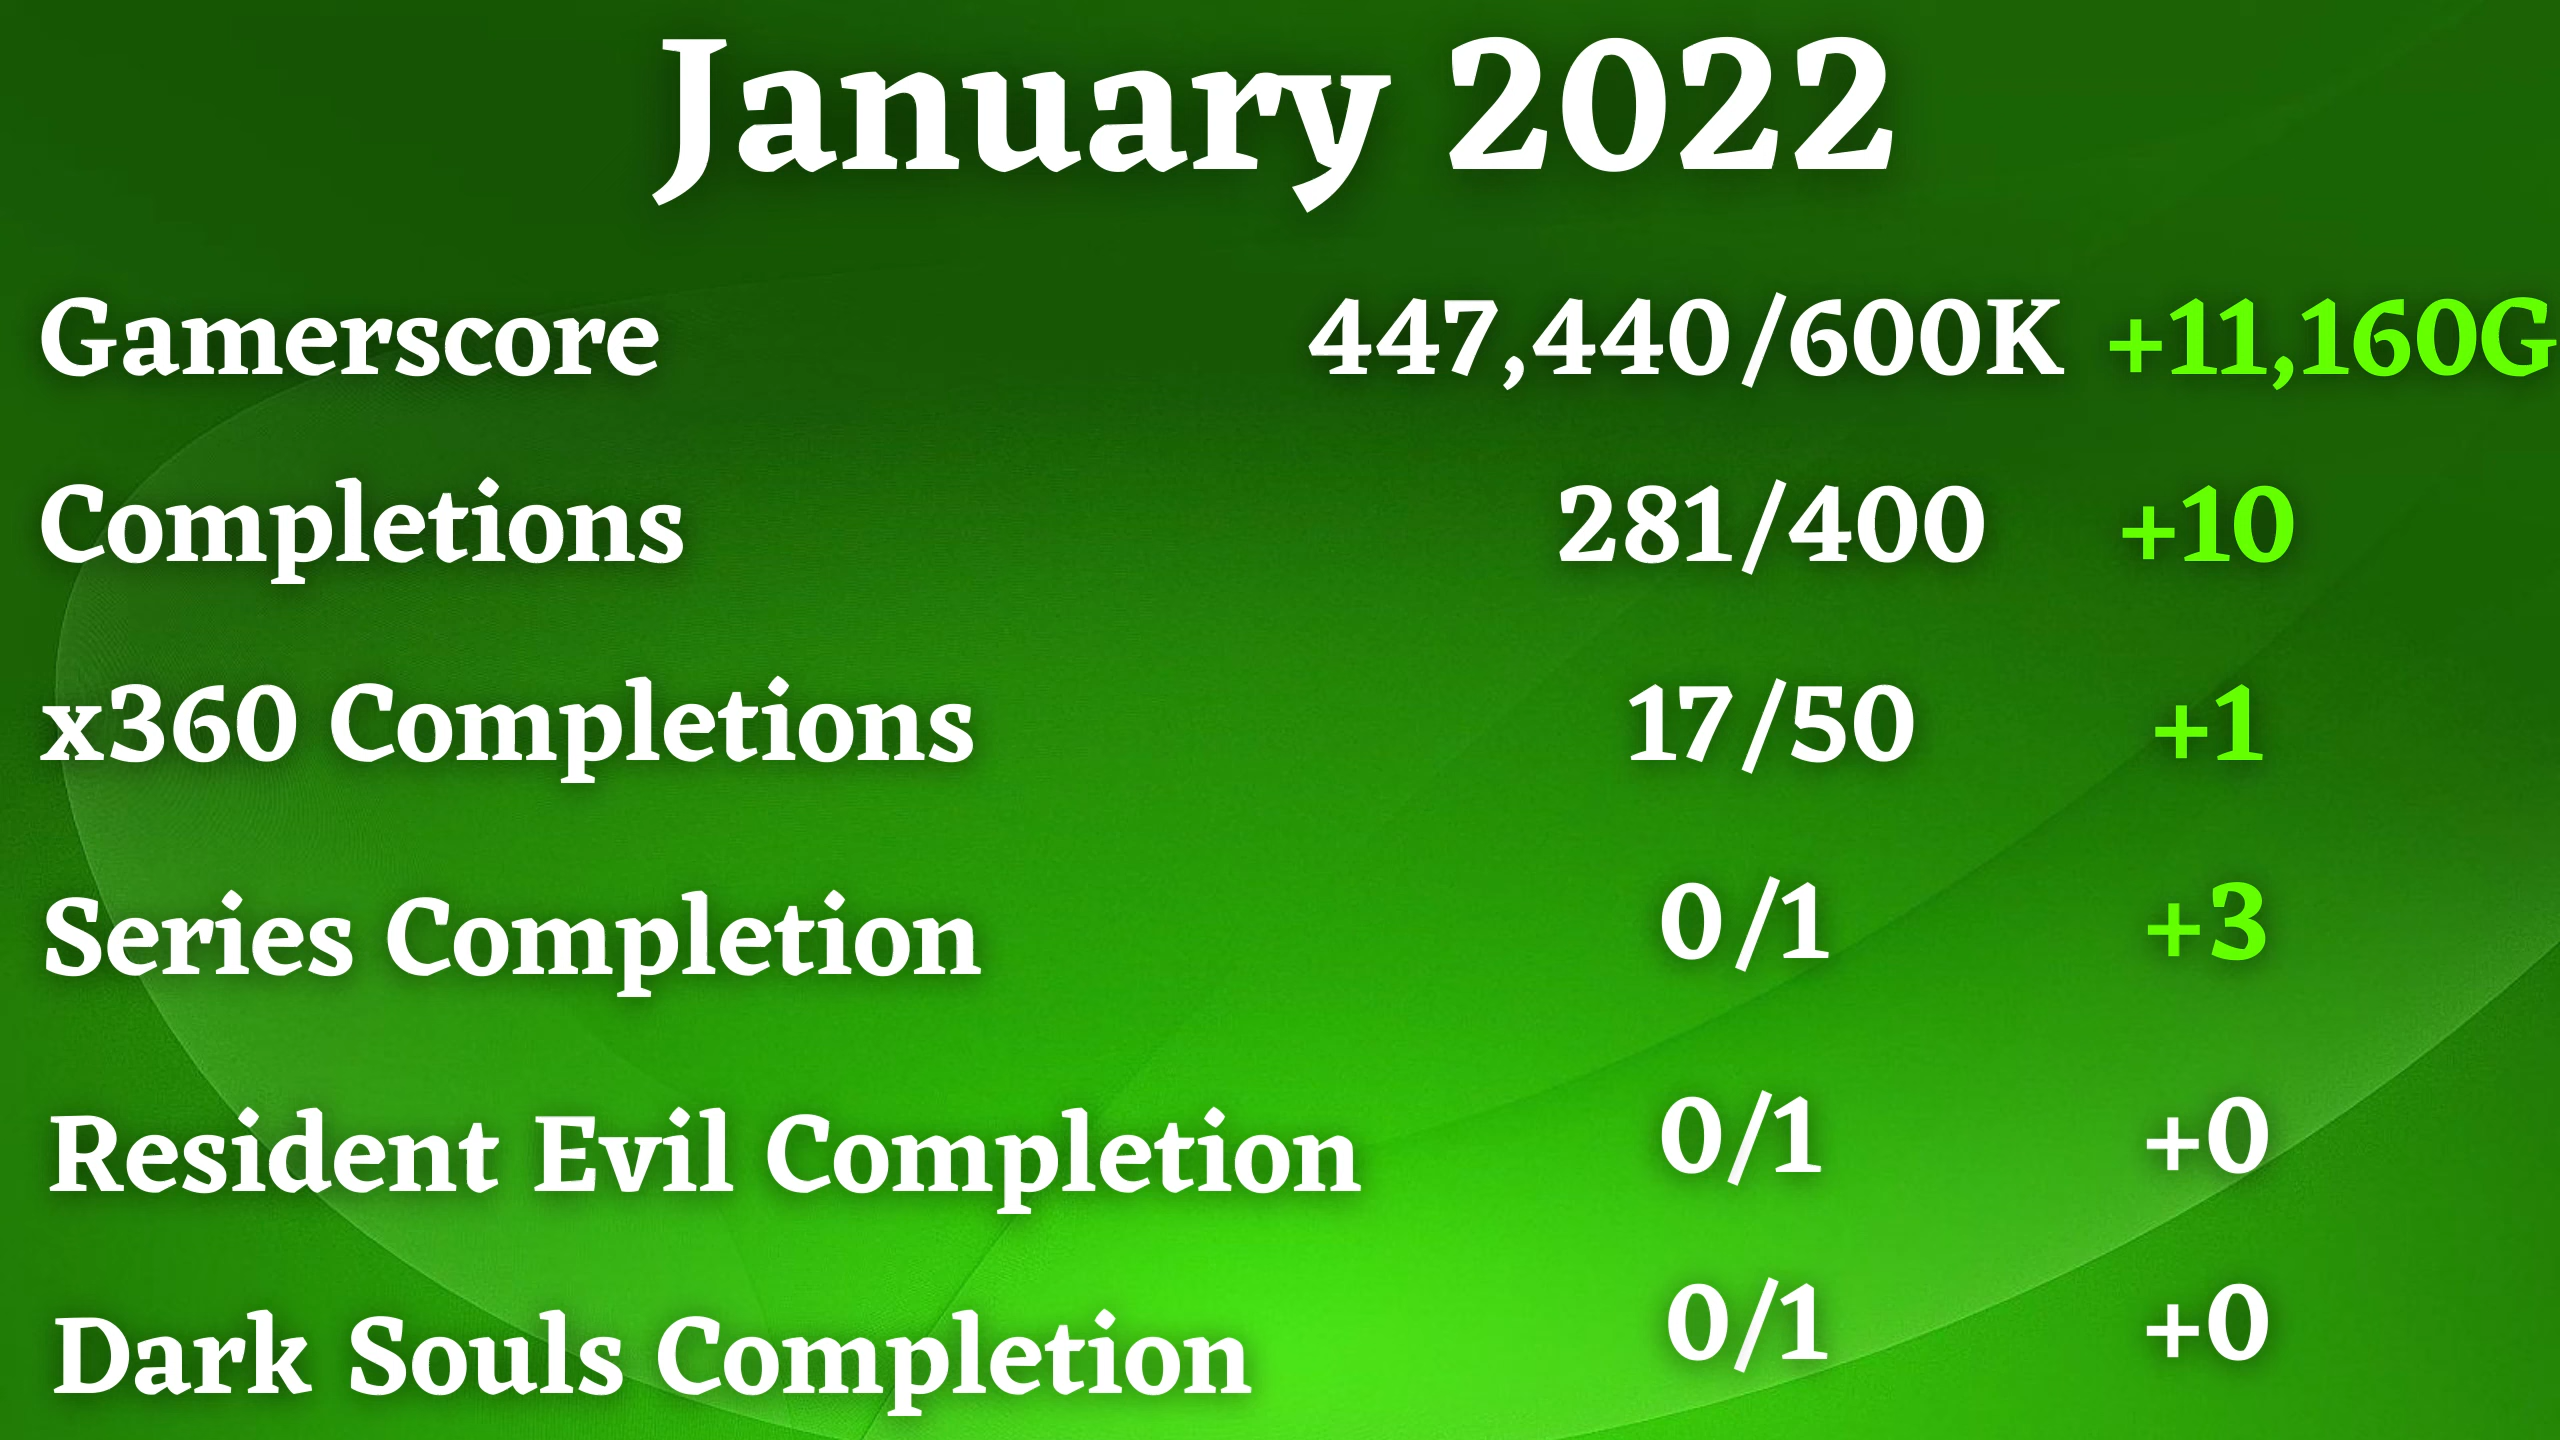 January 2022
Gamerscore 447,440/600K +11,160G
Completions 281/400 +10
x360 Completions 17/50 +1
Series Completion 0/1 +3
Resident Evil Completion 0/1 +0
Dark Souls Completion 0/1 +0